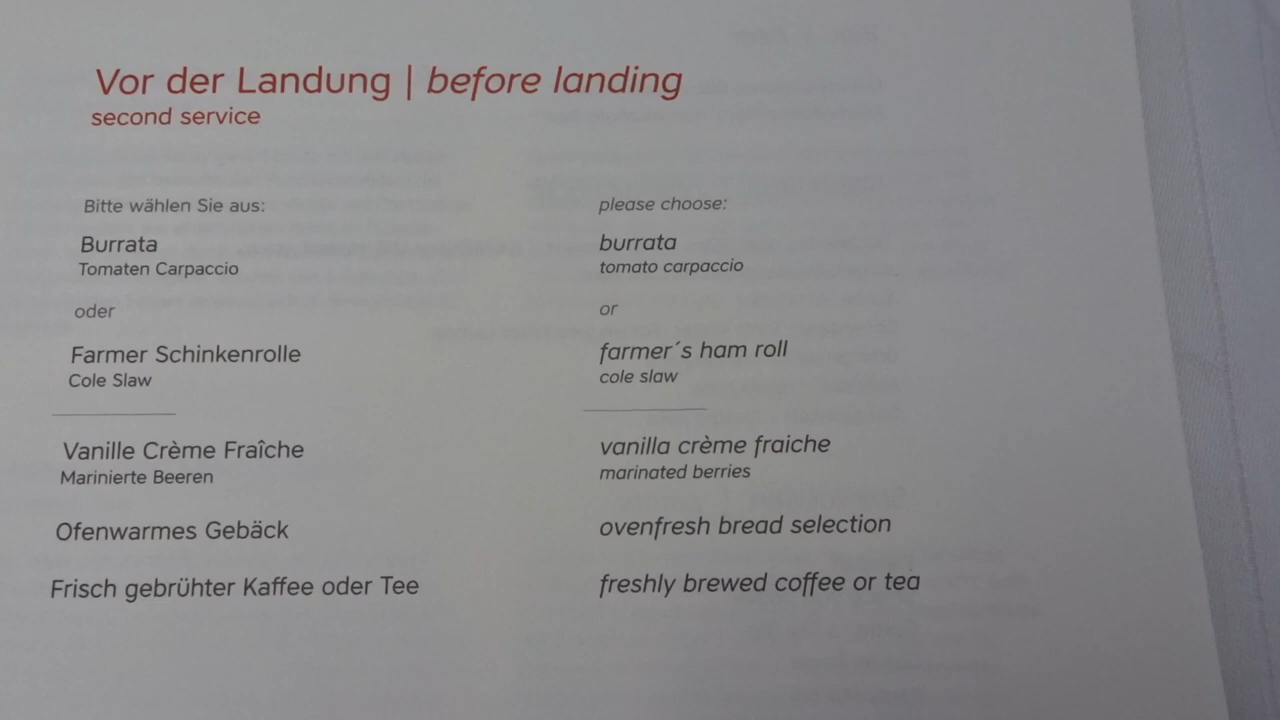 Vor der Landung | before landing
second service
Bitte wählen Sie aus:
Burrata
Tomaten Carpaccio
oder
Farmer Schinkenrolle
Cole Slaw
Vanille Crème Fraîche
Marinierte Beeren
Ofenwarmes Gebäck
Frisch gebrühter Kaffee oder Tee
please choose:
burrata
tomato carpaccio
or
farmer´s ham roll
cole slaw
vanilla crème fraiche
marinated berries
ovenfresh bread selection
freshly brewed coffee or tea